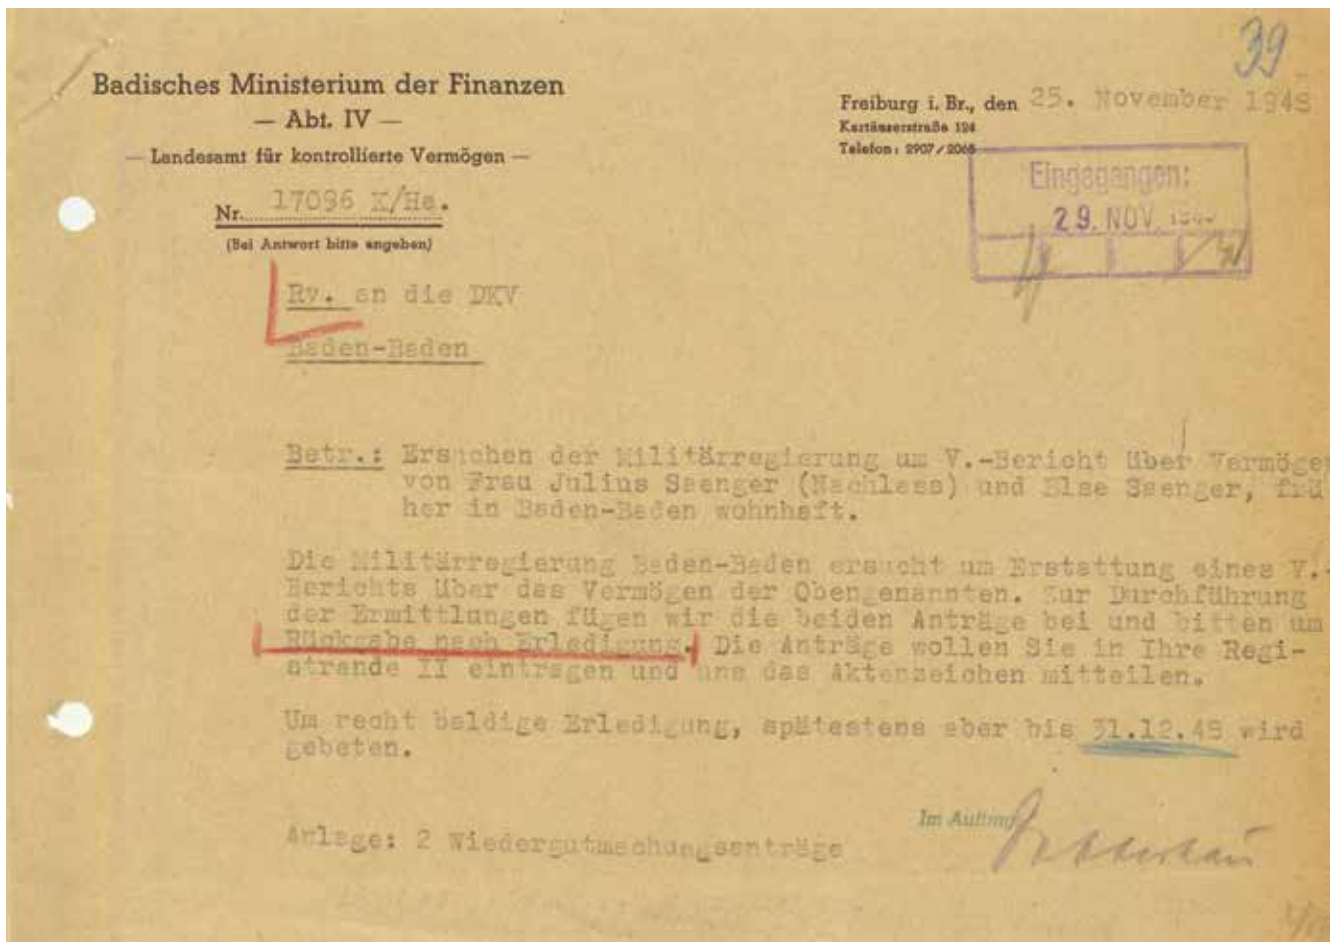 39
Badisches Ministerium der Finanzen
— Abt. IV —
— Landesamt für kontrollierte Vermögen —
Freiburg i. Br., den 25. November 1948
Kartäuserstraße 124
Telefon: 2907/2065
Eingegangen:
29. NOV.
Nr. 17096 X/He.
(Bei Antwort bitte angeben)
Rv. an die DKV
Baden-Baden
Betr.: Ersuchen der Militärregierung um V.-Bericht über Vermögen
von Frau Julius Saenger (Nachlass) und Else Saenger, frü
her in Baden-Baden wohnhaft.
Die Militärregierung Baden-Baden ersucht um Erstattung eines V.-
Berichts über das Vermögen der Obengenannten. Zur Durchführung
der Ermittlungen fügen wir die beiden Anträge bei und bitten um
Rückgabe nach Erledigung. Die Anträge wollen Sie in Ihre Regi-
strande II eintragen und uns das Aktenzeichen mitteilen.
Um recht baldige Erledigung, spätestens aber bis 31.12.48 wird
gebeten.
Im Auftrag
Anlage: 2 Wiedergutmachungsanträge